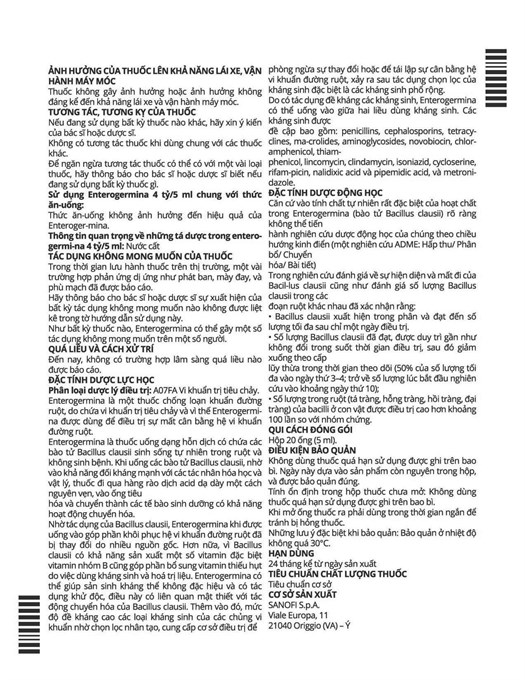 ẢNH HƯỞNG CỦA THUỐC LÊN KHẢ NĂNG LÁI XE, VẬN
HÀNH MÁY MÓC
Thuốc không gây ảnh hưởng hoặc ảnh hưởng không
đáng kể đến khả năng lái xe và vận hành máy móc.
TƯƠNG TÁC, TƯƠNG KỴ CỦA THUỐC
Nếu đang sử dụng bất kỳ thuốc nào khác, hãy xin ý kiến
của bác sĩ hoặc dược sĩ.
Không có tương tác thuốc khi dùng chung với các thuốc
khác.
Để ngăn ngừa tương tác thuốc có thể có với một vài loại
thuốc, hãy thông báo cho bác sĩ hoặc dược sĩ biết nếu
đang sử dụng bất kỳ thuốc gì.
Sử dụng Enterogermina 4 tỷ/5 ml chung với thức
ăn-uống:
Thức ăn-uống không ảnh hưởng đến hiệu quả của
Enteroger-mina.
Thông tin quan trọng về những tá dược trong entero-
germi-na 4 tỷ/5 ml: Nước cất
TÁC DỤNG KHÔNG MONG MUỐN CỦA THUỐC
Trong thời gian lưu hành thuốc trên thị trường, một vài
trường hợp phản ứng dị ứng như phát ban, mày đay, và
phù mạch đã được báo cáo.
Hãy thông báo cho bác sĩ hoặc dược sĩ sự xuất hiện của
bất kỳ tác dụng không mong muốn nào không được liệt
kê trong tờ hướng dẫn sử dụng này.
Như bất kỳ thuốc nào, Enterogermina có thể gây một số
tác dụng không mong muốn trên một số người.
QUÁ LIỀU VÀ CÁCH XỬ TRÍ
Đến nay, không có trường hợp lâm sàng quá liều nào
được báo cáo.
ĐẶC TÍNH DƯỢC LỰC HỌC
Phân loại dược lý điều trị: A07FA Vi khuẩn trị tiêu chảy.
Enterogermina là một thuốc chống loạn khuẩn đường
ruột, do chứa vi khuẩn trị tiêu chảy và vì thế Enterogermi-
na được dùng để điều trị sự mất cân bằng hệ vi khuẩn
đường ruột.
Enterogermina là thuốc uống dạng hỗn dịch có chứa các
bào tử Bacillus clausii sinh sống tự nhiên trong ruột và
không sinh bệnh. Khi uống các bào tử Bacillus clausii, nhờ
vào khả năng đối kháng mạnh với các tác nhân hóa học và
vật lý, thuốc đi qua hàng rào dịch acid dạ dày một cách
nguyên vẹn, vào ống tiêu
hóa và chuyển thành các tế bào sinh dưỡng có khả năng
hoạt động chuyển hóa.
Nhờ tác dụng của Bacillus clausii, Enterogermina khi được
uống vào góp phần khôi phục hệ vi khuẩn đường ruột đã
bị thay đổi do nhiều nguồn gốc. Hơn nữa, vì Bacillus
clausii có khả năng sản xuất một số vitamin đặc biệt
vitamin nhóm B cũng góp phần bổ sung vitamin thiếu hụt
do việc dùng kháng sinh và hoá trị liệu. Enterogermina có
thể giúp sản sinh kháng thể không đặc hiệu và có tác
dụng khử độc, điều này có liên quan mật thiết với tác
động chuyển hóa của Bacillus clausii. Thêm vào đó, mức
độ đề kháng cao các loại kháng sinh của các chủng vi
khuẩn nhờ chọn lọc nhân tạo, cung cấp cơ sở điều trị để
phòng ngừa sự thay đổi hoặc để tái lập sự cân bằng hệ
vi khuẩn đường ruột, xảy ra sau tác dụng chọn lọc của
kháng sinh đặc biệt là các kháng sinh phổ rộng.
Do có tác dụng đề kháng các kháng sinh, Enterogermina
có thể uống vào giữa hai liều dùng kháng sinh. Các
kháng sinh được
đề cập bao gồm: penicillins, cephalosporins, tetracy-
clines, ma-crolides, aminoglycosides, novobiocin, chlor-
amphenicol, thiam-
phenicol, lincomycin, clindamycin, isoniazid, cycloserine,
rifam-picin, nalidixic acid và pipemidic acid, và metroni-
dazole.
ĐẶC TÍNH DƯỢC ĐỘNG HỌC
Căn cứ vào tính chất tự nhiên rất đặc biệt của hoạt chất
trong Enterogermina (bào tử Bacillus clausii) rõ ràng
không thể tiến
hành nghiên cứu dược động học của chúng theo chiều
hướng kinh điển (một nghiên cứu ADME: Hấp thu/ Phân
bố/ Chuyển
hóa/ Bài tiết)
Trong nghiên cứu đánh giá về sự hiện diện và mất đi của
Bacil-lus clausii cũng như đánh giá số lượng Bacillus
clausii trong các
đoạn ruột khác nhau đã xác nhận rằng:
• Bacillus clausii xuất hiện trong phân và đạt đến số
lượng tối đa sau chỉ một ngày điều trị.
• Số lượng Bacillus clausii đã đạt, được duy trì gần như
không đổi trong suốt thời gian điều trị, sau đó giảm
xuống theo cấp
lũy thừa trong thời gian theo dõi (50% của số lượng tối
đa vào ngày thứ 3–4; trở về số lượng lúc bắt đầu nghiên
cứu vào khoảng ngày thứ 10);
• Số lượng trong ruột (tá tràng, hỗng tràng, hồi tràng, đại
tràng) của bacilli ở con vật được điều trị cao hơn khoảng
100 lần so với nhóm chứng.
QUI CÁCH ĐÓNG GÓI
Hộp 20 ống (5 ml).
ĐIỀU KIỆN BẢO QUẢN
Không dùng thuốc quá hạn sử dụng được ghi trên bao
bì. Ngày này dựa vào sản phẩm còn nguyên trong hộp,
và được bảo quản đúng.
Tính ổn định trong hộp thuốc chưa mở: Không dùng
thuốc quá hạn sử dụng được ghi trên bao bì.
Khi mở ống thuốc ra phải dùng trong thời gian ngắn để
tránh bị hỏng thuốc.
Những lưu ý đặc biệt khi bảo quản: Bảo quản ở nhiệt độ
không quá 30°C.
HẠN DÙNG
24 tháng kể từ ngày sản xuất
TIÊU CHUẨN CHẤT LƯỢNG THUỐC
Tiêu chuẩn cơ sở
CƠ SỞ SẢN XUẤT
SANOFI S.p.A.
Viale Europa, 11
21040 Origgio (VA) – Ý